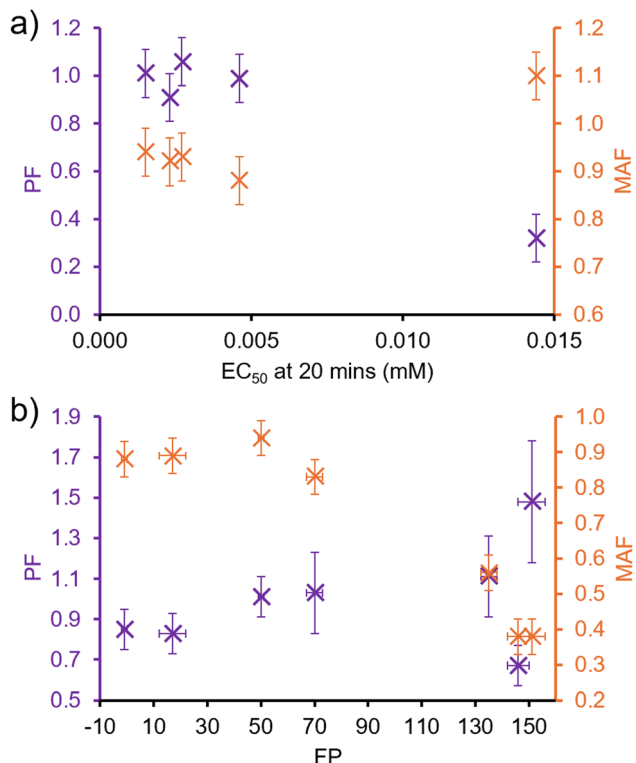 a)
1.2 1.2
1.0 1.1
0.8 1.0
0.6 0.9
0.4 0.8
0.2 0.7
0.0 0.6
PF
MAF
0.000 0.005 0.010 0.015
EC₅₀ at 20 mins (mM)
b)
1.9 1.0
1.7 0.9
1.5 0.8
1.3 0.7
1.1 0.6
0.9 0.5
0.7 0.4
0.5 0.3
0.2
PF
MAF
-10 10 30 50 70 90 110 130 150
FP